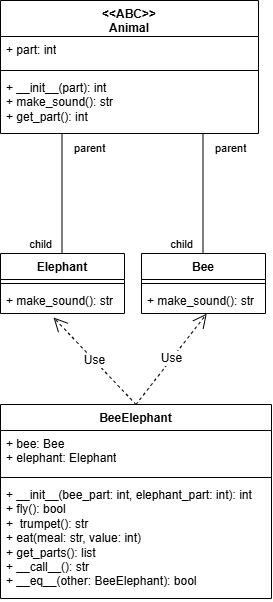 <<ABC>>
Animal
+ part: int
+ __init__(part): int
+ make_sound(): str
+ get_part(): int
parent
parent
child
child
Elephant
Bee
+ make_sound(): str
+ make_sound(): str
Use
Use
BeeElephant
+ bee: Bee
+ elephant: Elephant
+ __init__(bee_part: int, elephant_part: int): int
+ fly(): bool
+ trumpet(): str
+ eat(meal: str, value: int)
+ get_parts(): list
+ __call__(): str
+ __eq__(other: BeeElephant): bool